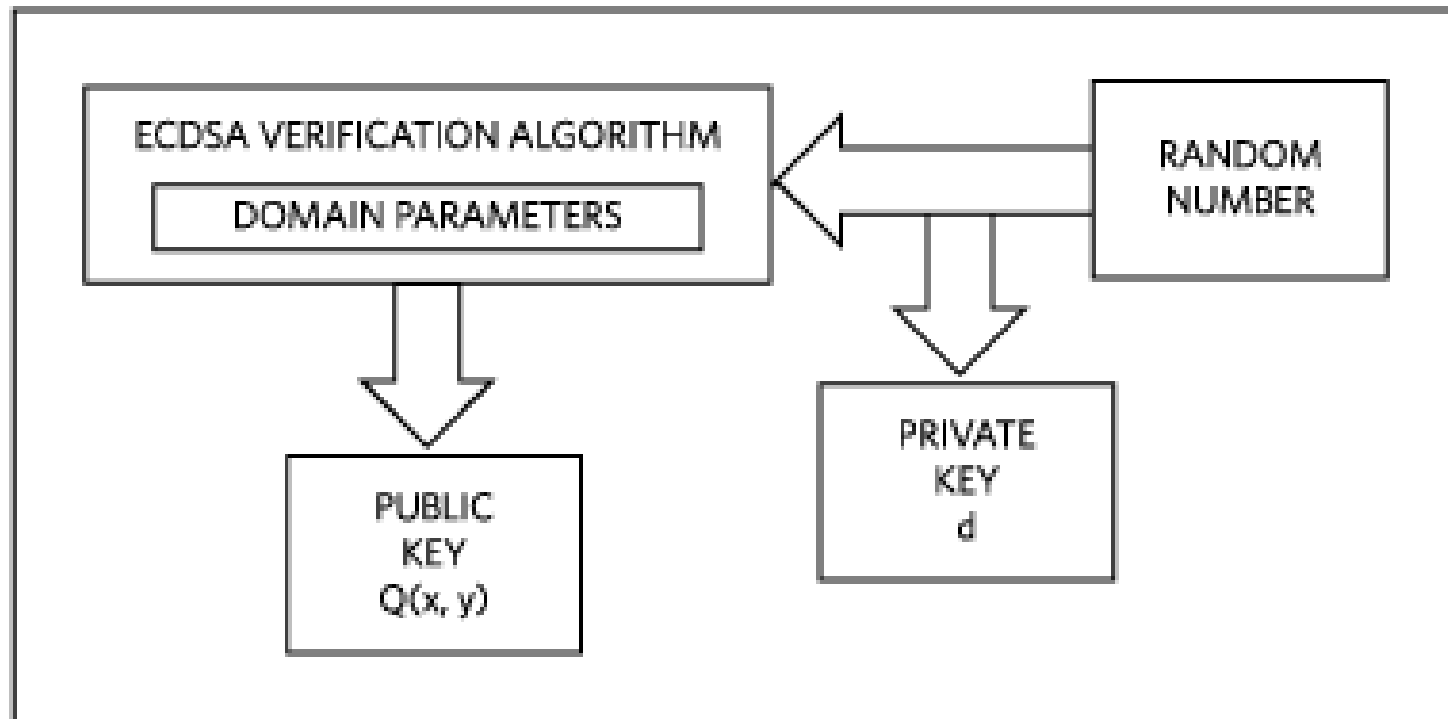 ECDSA VERIFICATION ALGORITHM
DOMAIN PARAMETERS
RANDOM
NUMBER
PRIVATE
KEY
d
PUBLIC
KEY
Q(x, y)